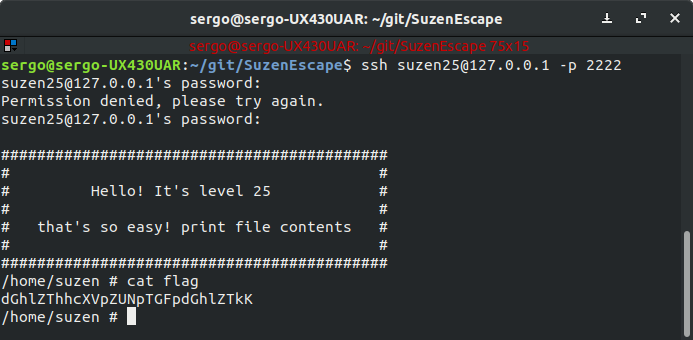 sergo@sergo-UX430UAR: ~/git/SuzenEscape
sergo@sergo-UX430UAR: ~/git/SuzenEscape 75x15
sergo@sergo-UX430UAR:~/git/SuzenEscape$ ssh suzen25@127.0.0.1 -p 2222
suzen25@127.0.0.1's password:
Permission denied, please try again.
suzen25@127.0.0.1's password:
###########################################
#                                         #
#         Hello! It's level 25            #
#                                         #
#   that's so easy! print file contents   #
#                                         #
###########################################
/home/suzen # cat flag
dGhlZThhcXVpZUNpTGFpdGhlZTkK
/home/suzen #